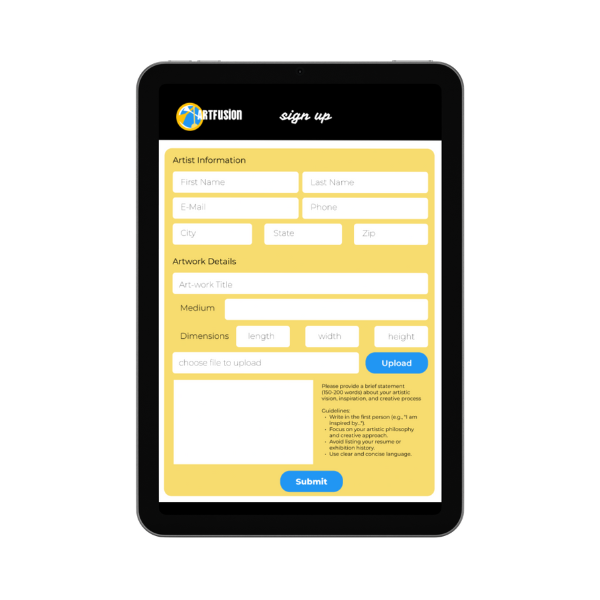 ARTFUSION
sign up
Artist Information
First Name
Last Name
E-Mail
Phone
City
State
Zip
Artwork Details
Art-work Title
Medium
Dimensions
length
width
height
choose file to upload
Upload
Please provide a brief statement
(150-200 words) about your artistic
vision, inspiration, and creative process
Guidelines:
• Write in the first person (e.g., "I am
inspired by...").
• Focus on your artistic philosophy
and creative approach.
• Avoid listing your resume or
exhibition history.
• Use clear and concise language.
Submit